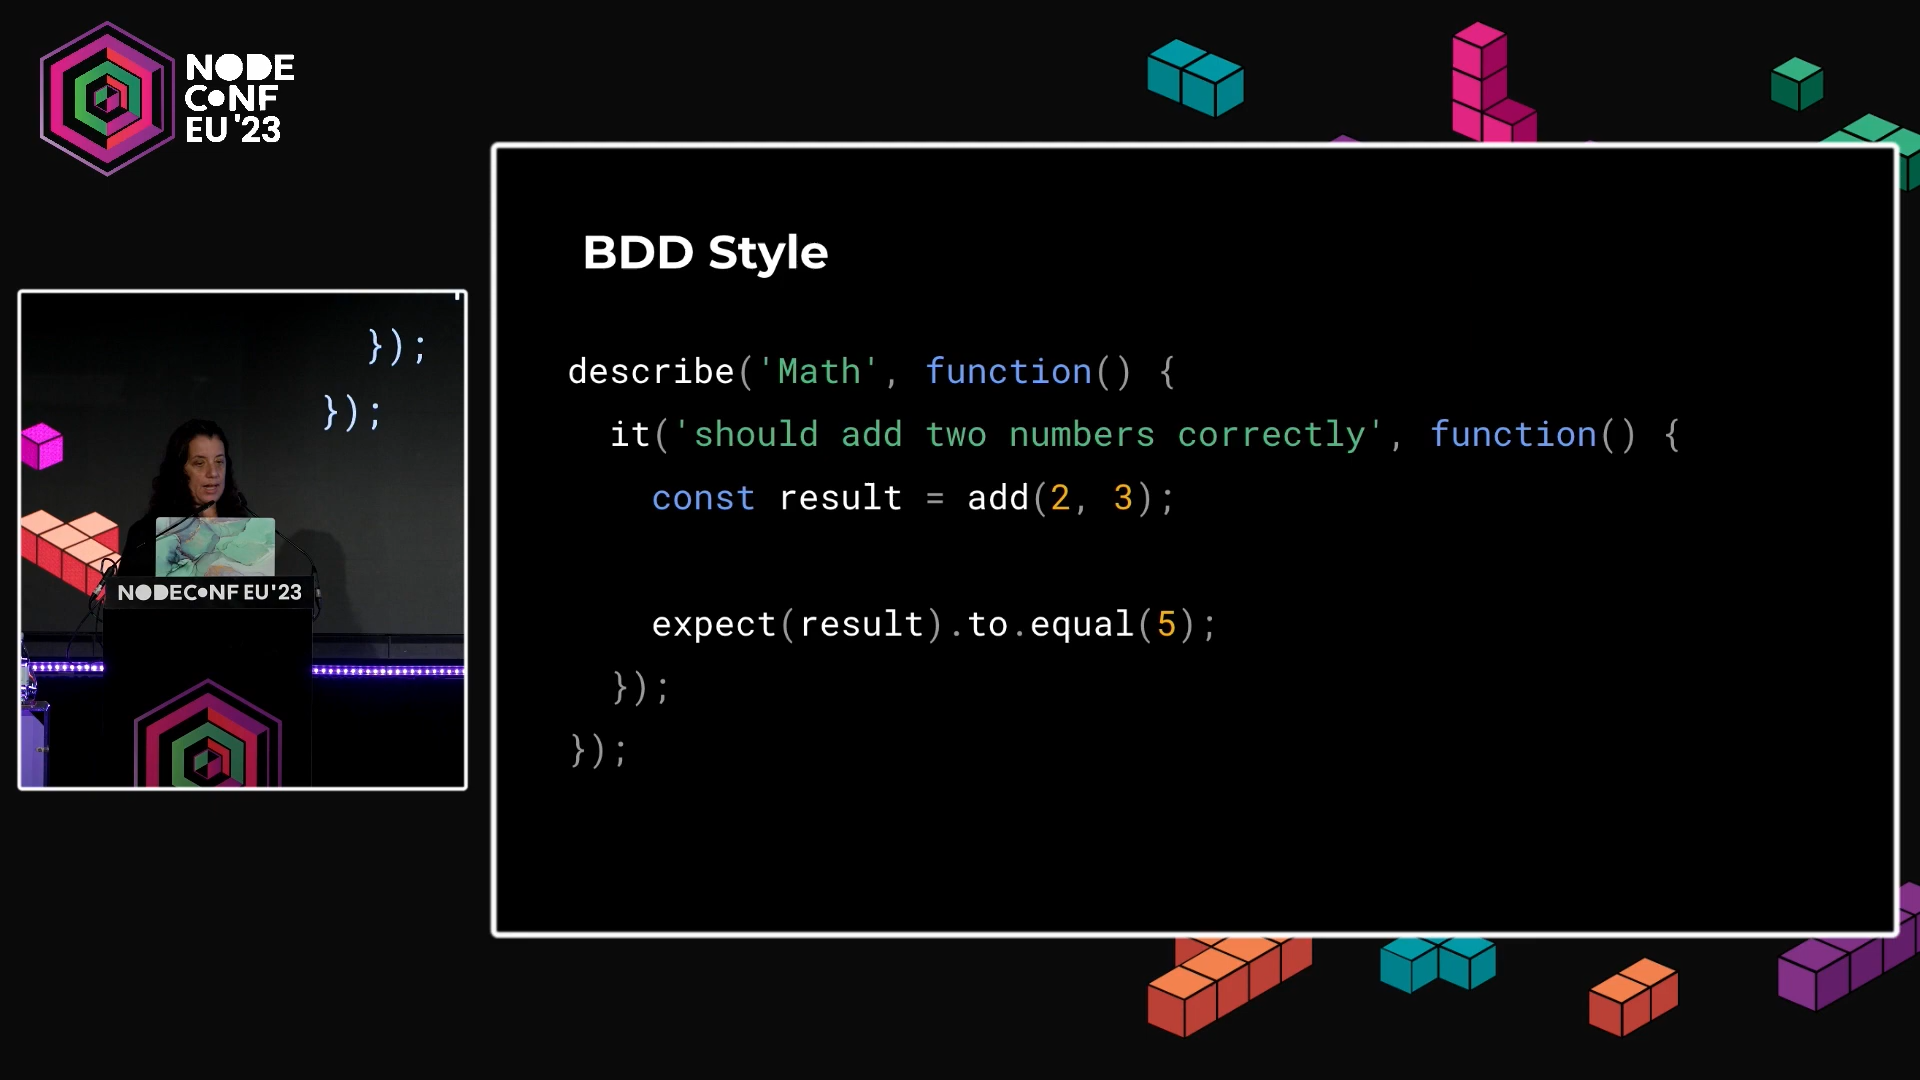 NODE
CONF
EU '23
});
});
NODECONF EU '23
BDD Style
describe('Math', function() {
it('should add two numbers correctly', function() {
const result = add(2, 3);
expect(result).to.equal(5);
});
});